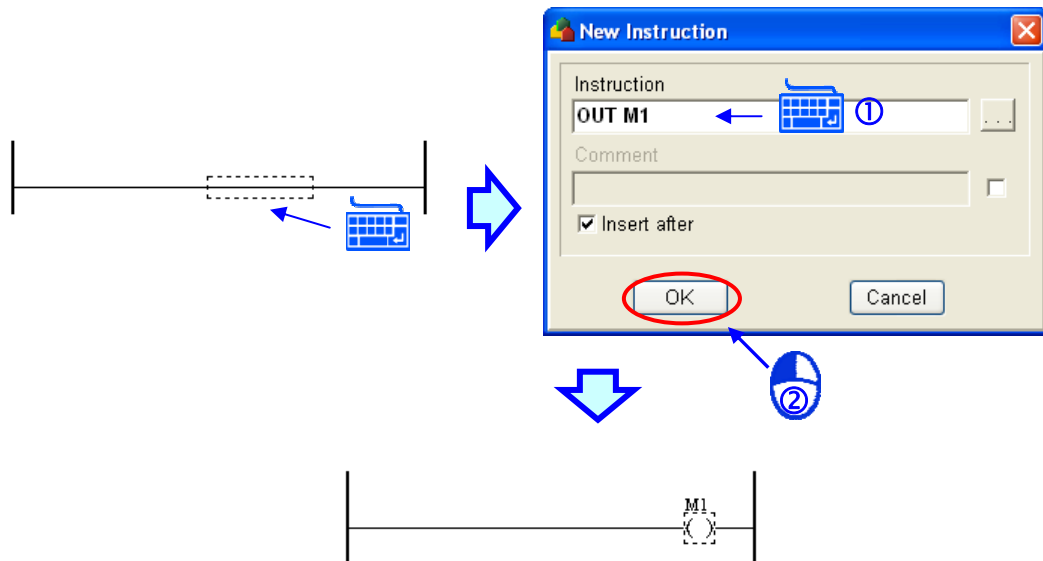 New Instruction
Instruction
OUT M1
①
...
Comment
Insert after
OK
Cancel
②
M1
( )